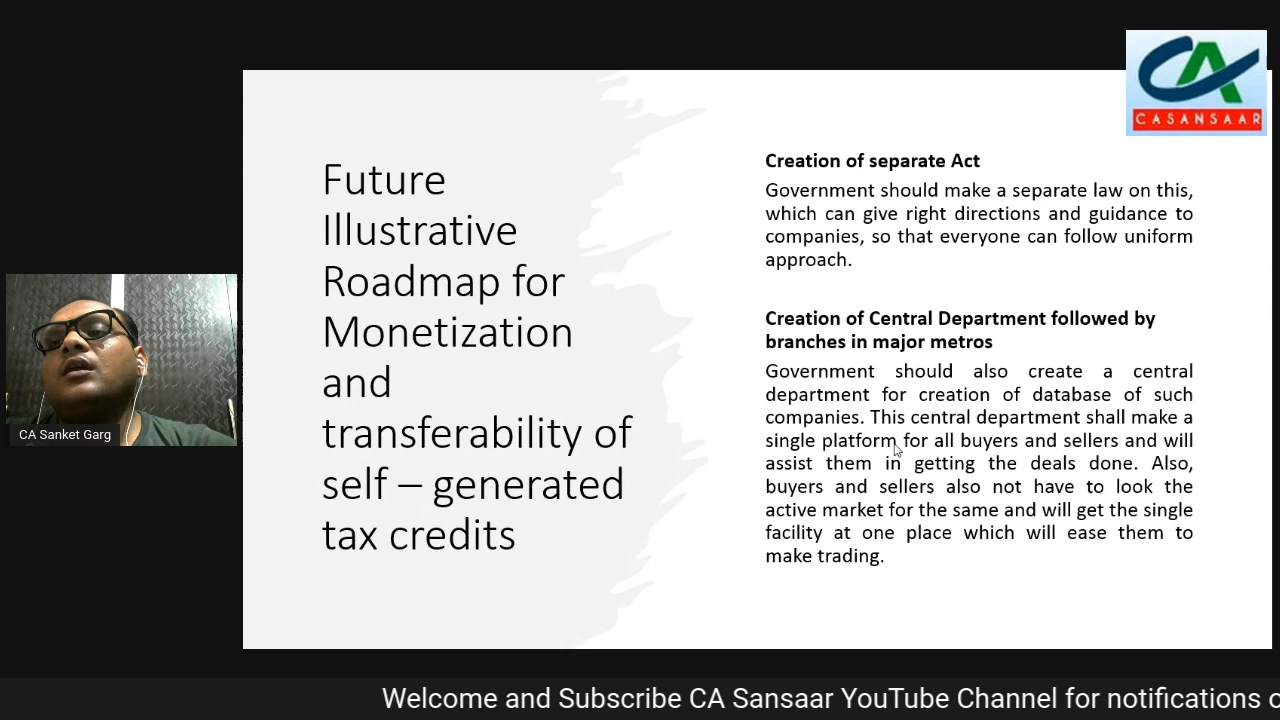 CASANSAAR
Future
Illustrative
Roadmap for
Monetization
and
transferability of
self – generated
tax credits
Creation of separate Act
Government should make a separate law on this,
which can give right directions and guidance to
companies, so that everyone can follow uniform
approach.
Creation of Central Department followed by
branches in major metros
Government should also create a central
department for creation of database of such
companies. This central department shall make a
single platform for all buyers and sellers and will
assist them in getting the deals done. Also,
buyers and sellers also not have to look the
active market for the same and will get the single
facility at one place which will ease them to
make trading.
CA Sanket Garg
Welcome and Subscribe CA Sansaar YouTube Channel for notifications